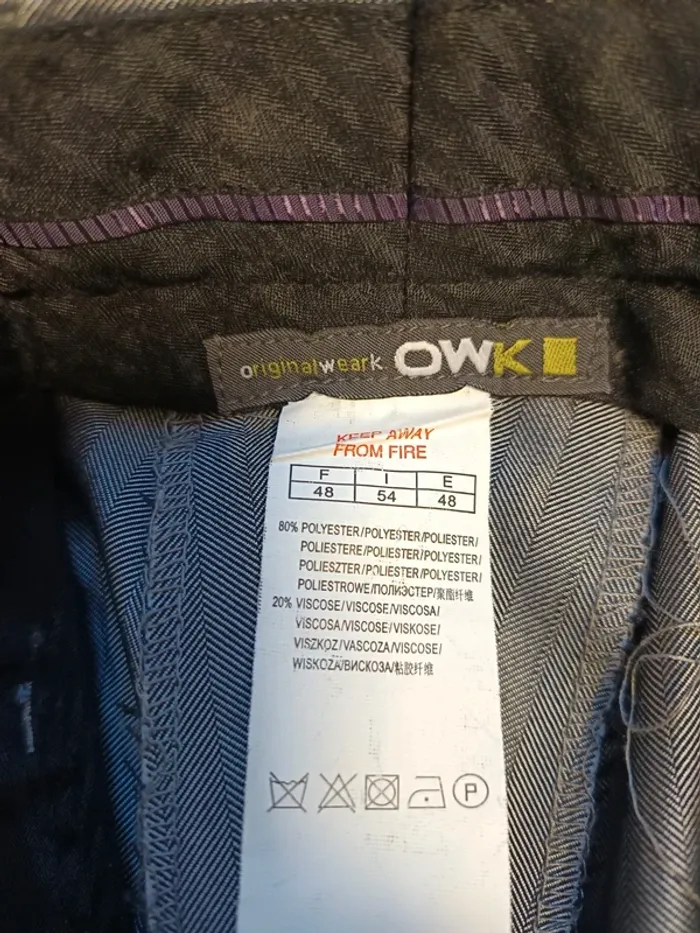 originalweark OWK
KEEP AWAY
FROM FIRE
F I E
48 54 48
80% POLYESTER/POLYESTER/POLIESTER/
POLIESTERE/POLIESTER/POLYESTER/
POLIESZTER/POLIESTER/POLYESTER/
POLIESTROWE/ПОЛИЭСТЕР/聚酯纤维
20% VISCOSE/VISCOSE/VISCOSA/
VISCOSA/VISCOSE/VISKOSE/
VISZKOZ/VASCOZA/VISCOSE/
WISKOZA/ВИСКОЗА/粘胶纤维
P